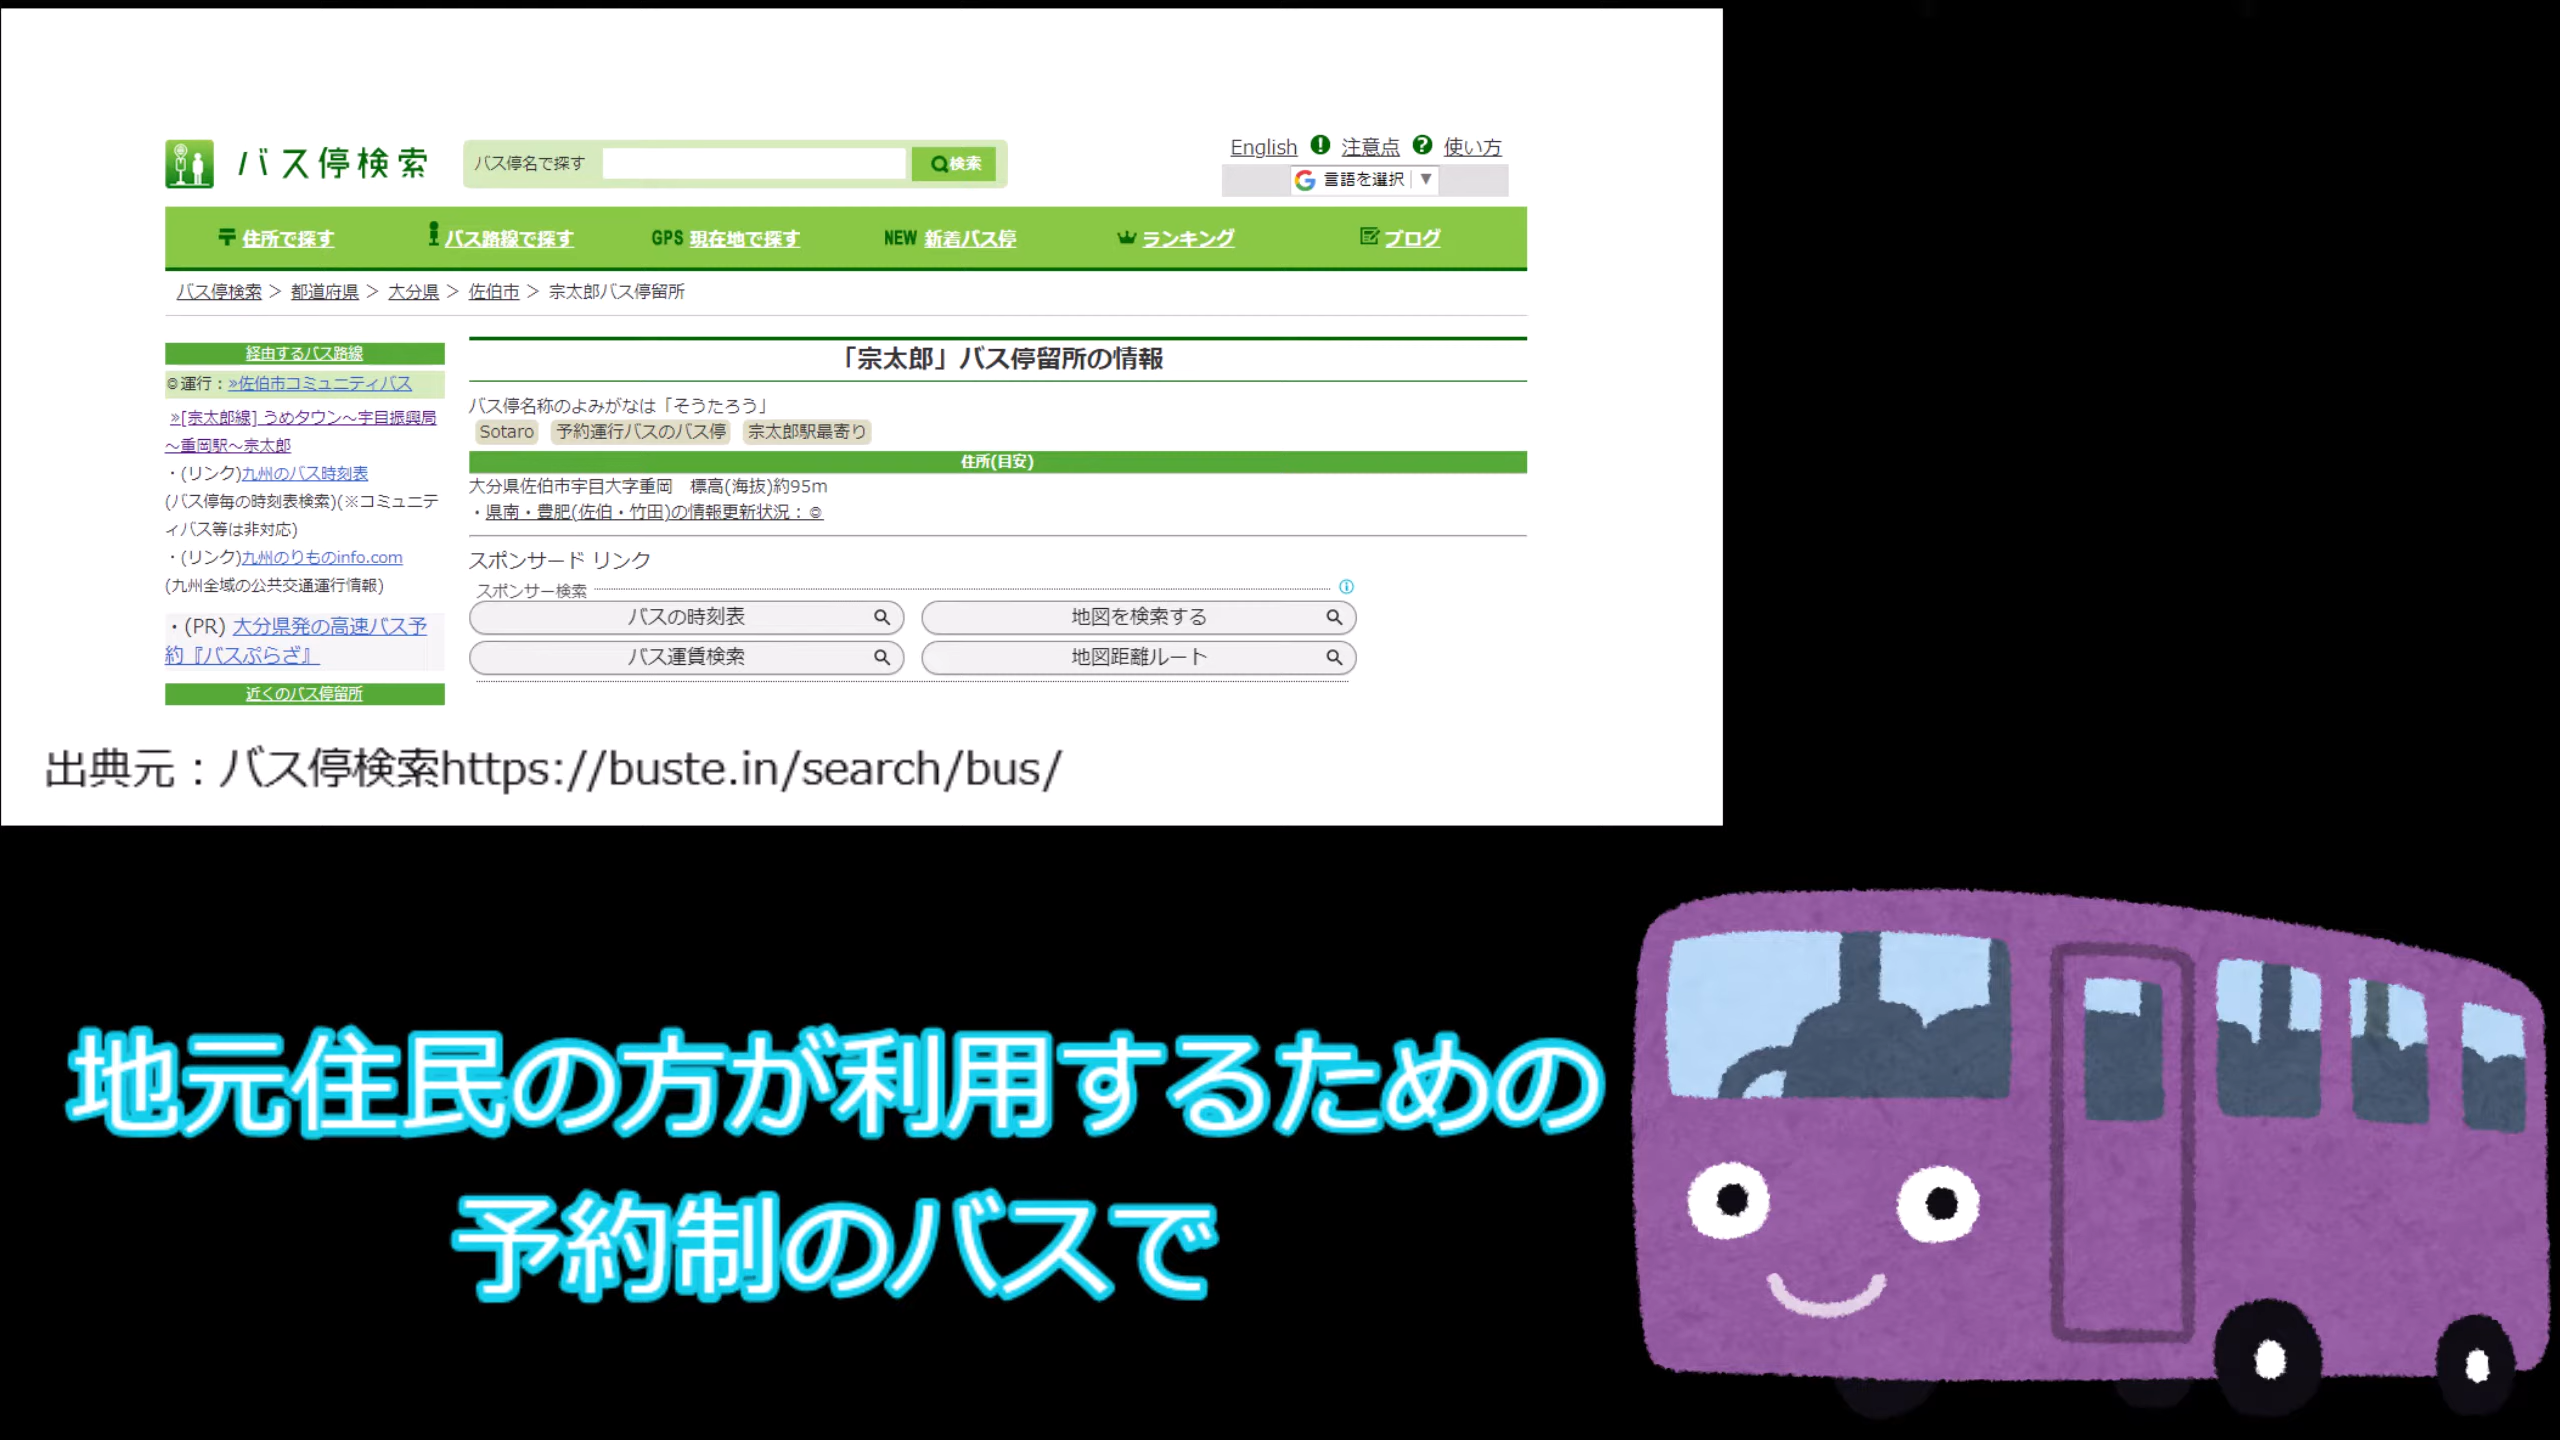 バス停検索
バス停名で探す
検索
English 注意点 使い方
言語を選択 ▼
住所で探す バス路線で探す GPS 現在地で探す NEW 新着バス停 ランキング ブログ
バス停検索 > 都道府県 > 大分県 > 佐伯市 > 宗太郎バス停留所
経由するバス路線
◎運行：»佐伯市コミュニティバス
»[宗太郎線] うめタウン～宇目振興局
～重岡駅～宗太郎
・(リンク)九州のバス時刻表
(バス停毎の時刻表検索)(※コミュニテ
ィバス等は非対応)
・(リンク)九州のりものinfo.com
(九州全域の公共交通運行情報)
・(PR) 大分県発の高速バス予
約『バスぷらざ』
近くのバス停留所
「宗太郎」バス停留所の情報
バス停名称のよみがなは「そうたろう」
Sotaro 予約運行バスのバス停 宗太郎駅最寄り
住所(目安)
大分県佐伯市宇目大字重岡　標高(海抜)約95m
・県南・豊肥(佐伯・竹田)の情報更新状況：◎
スポンサード リンク
スポンサー検索
バスの時刻表 地図を検索する
バス運賃検索 地図距離ルート
出典元：バス停検索https://buste.in/search/bus/
地元住民の方が利用するための
予約制のバスで